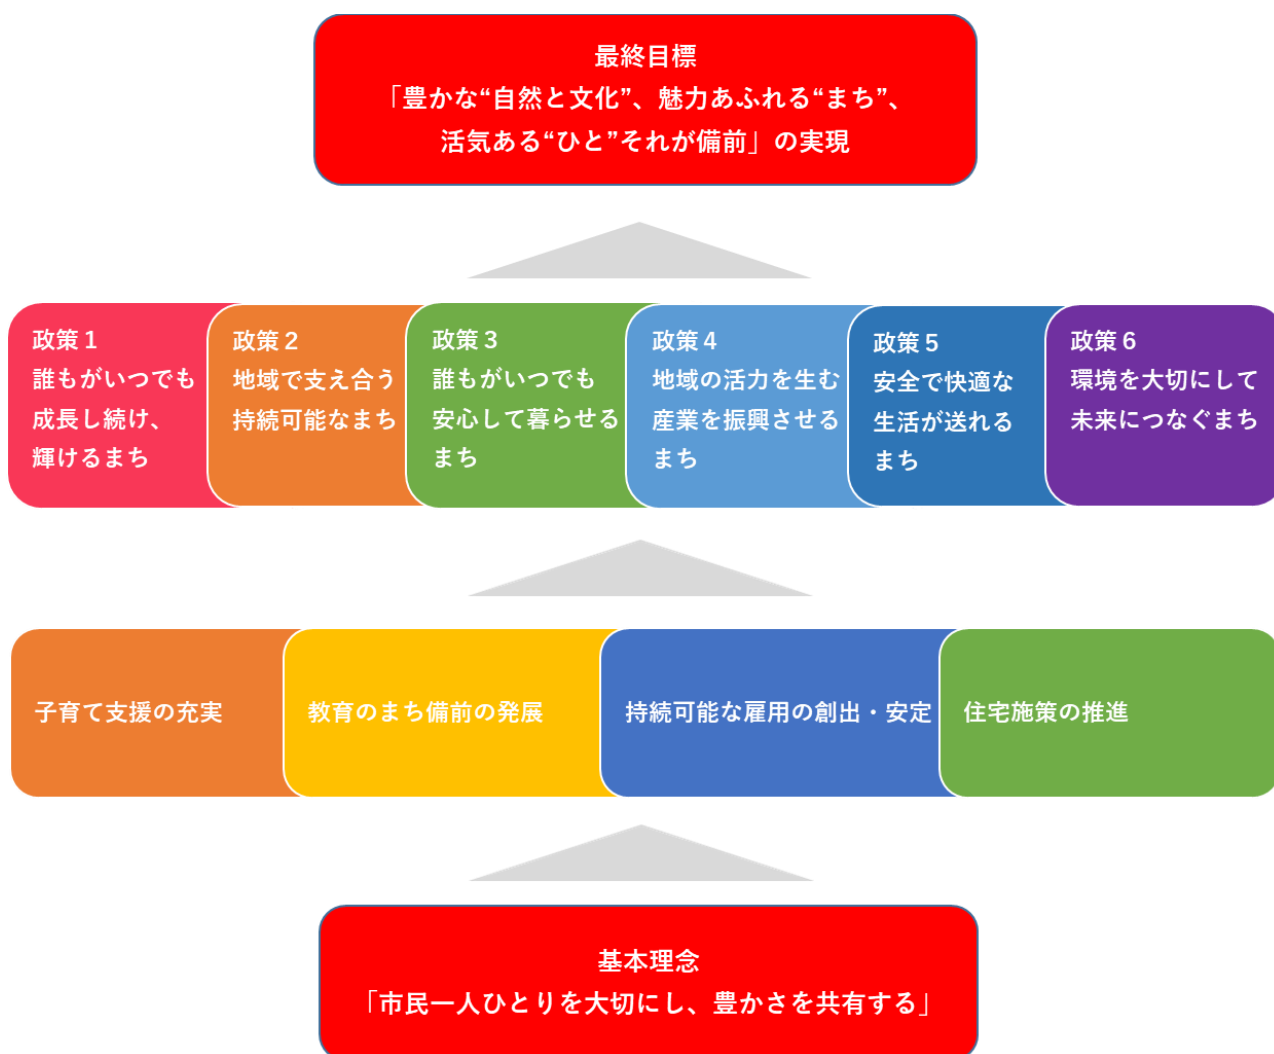 最終目標
「豊かな“自然と文化”、魅力あふれる“まち”、
活気ある“ひと”それが備前」の実現
政策１
誰もがいつでも
成長し続け、
輝けるまち
政策２
地域で支え合う
持続可能なまち
政策３
誰もがいつでも
安心して暮らせる
まち
政策４
地域の活力を生む
産業を振興させる
まち
政策５
安全で快適な
生活が送れる
まち
政策６
環境を大切にして
未来につなぐまち
子育て支援の充実
教育のまち備前の発展
持続可能な雇用の創出・安定
住宅施策の推進
基本理念
「市民一人ひとりを大切にし、豊かさを共有する」